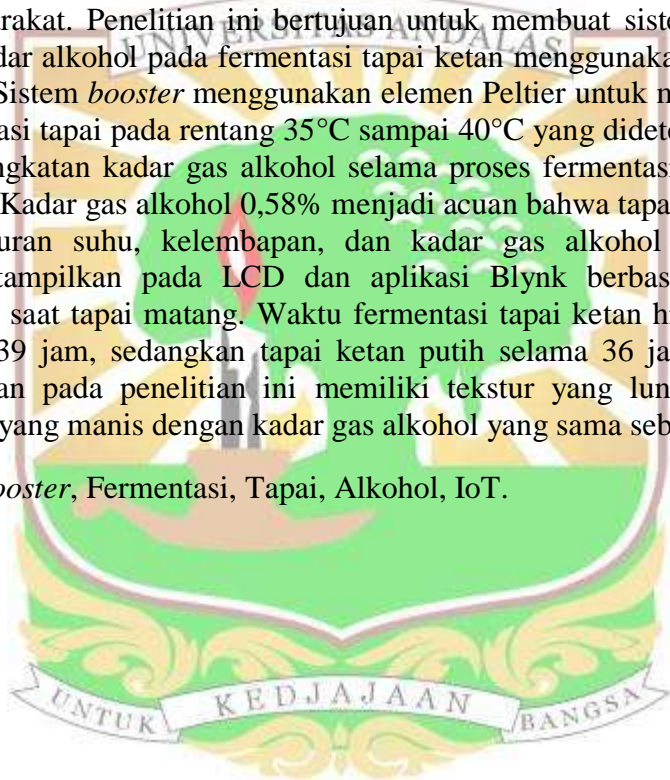 arakat. Penelitian ini bertujuan untuk membuat siste
UNIVERSITAS ANDALAS
dar alkohol pada fermentasi tapai ketan menggunaka
Sistem booster menggunakan elemen Peltier untuk
asi tapai pada rentang 35°C sampai 40°C yang didete
ngkatan kadar gas alkohol selama proses fermentasi
Kadar gas alkohol 0,58% menjadi acuan bahwa tapa
uran suhu, kelembapan, dan kadar gas alkohol
tampilkan pada LCD dan aplikasi Blynk berbas
saat tapai matang. Waktu fermentasi tapai ketan h
39 jam, sedangkan tapai ketan putih selama 36 ja
an pada penelitian ini memiliki tekstur yang lun
yang manis dengan kadar gas alkohol yang sama seb
ooster, Fermentasi, Tapai, Alkohol, IoT.
UNTUK KEDJAJAAN BANGSA